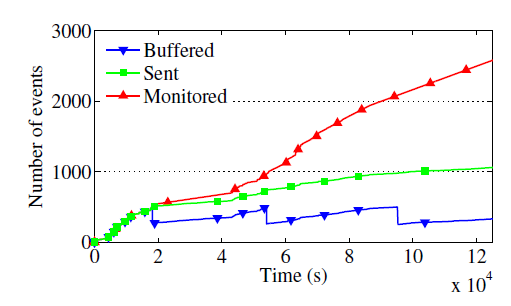 3000
2000
1000
0
Number of events
Buffered
Sent
Monitored
0 2 4 6 8 10 12
Time (s)
x 10^4